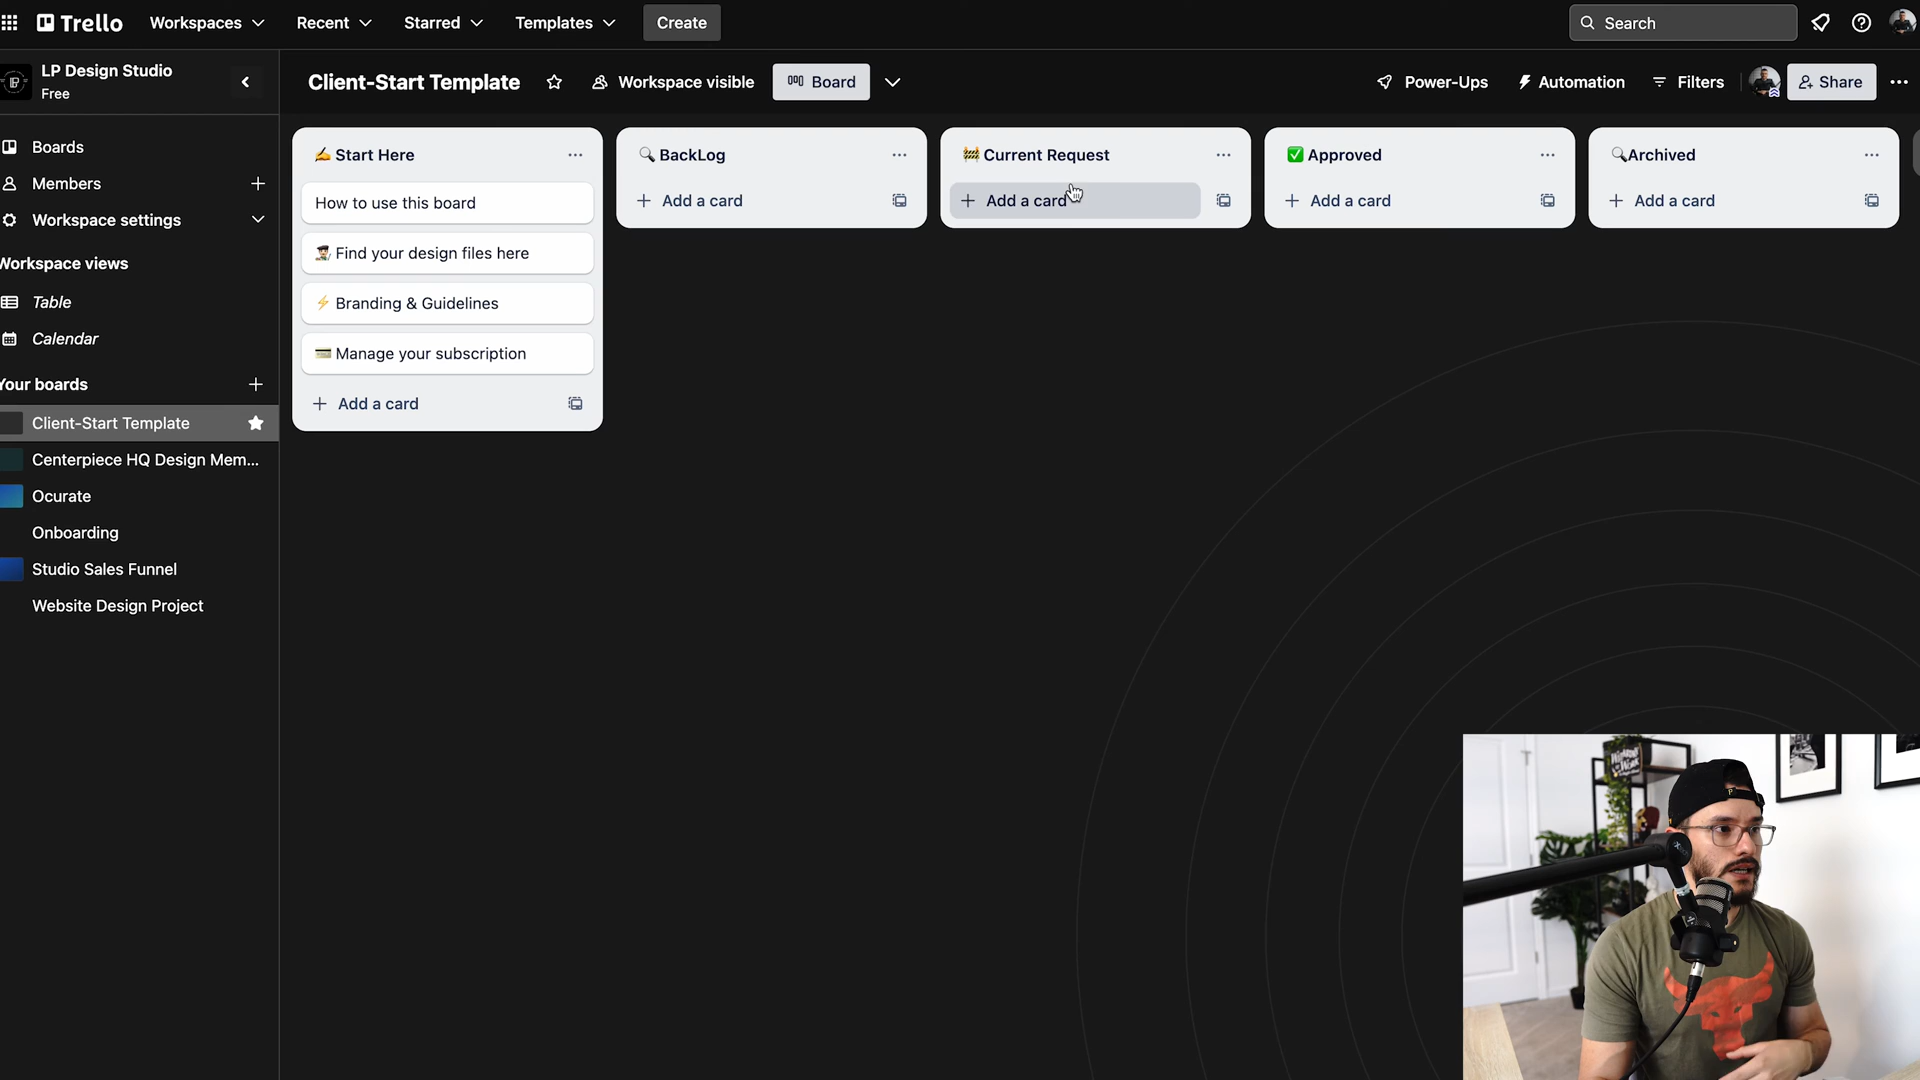 Trello
Workspaces
Recent
Starred
Templates
Create
Search
LP Design Studio
Free
Client-Start Template
Workspace visible
Board
Power-Ups
Automation
Filters
Share
Boards
Members
Workspace settings
Workspace views
Table
Calendar
Your boards
Client-Start Template
Centerpiece HQ Design Mem...
Ocurate
Onboarding
Studio Sales Funnel
Website Design Project
Start Here
How to use this board
Find your design files here
Branding & Guidelines
Manage your subscription
Add a card
BackLog
Add a card
Current Request
Add a card
Approved
Add a card
Archived
Add a card